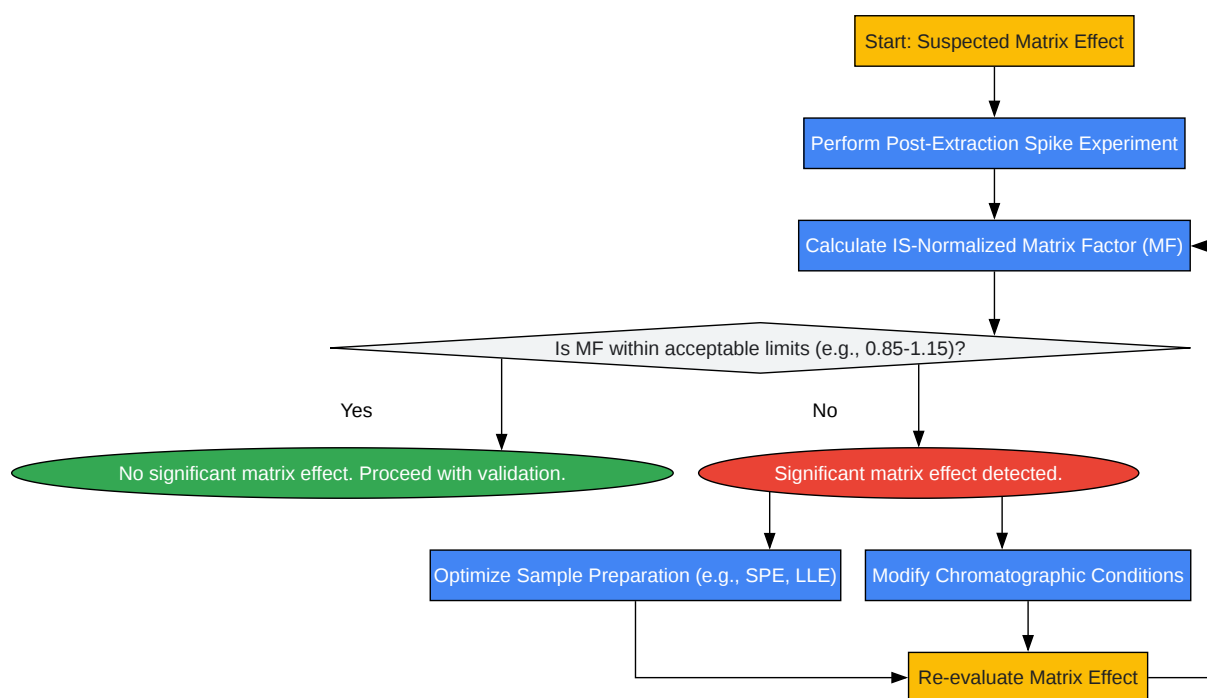 Start: Suspected Matrix Effect
Perform Post-Extraction Spike Experiment
Calculate IS-Normalized Matrix Factor (MF)
Is MF within acceptable limits (e.g., 0.85-1.15)?
Yes
No
No significant matrix effect. Proceed with validation.
Significant matrix effect detected.
Optimize Sample Preparation (e.g., SPE, LLE)
Modify Chromatographic Conditions
Re-evaluate Matrix Effect